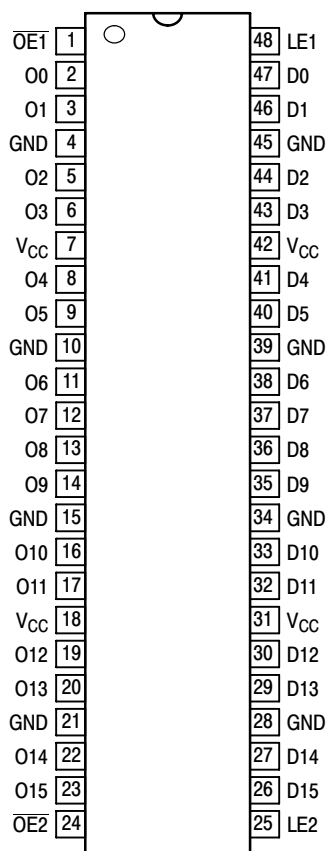 O̅E̅1̅ 1 48 LE1
O0 2 47 D0
O1 3 46 D1
GND 4 45 GND
O2 5 44 D2
O3 6 43 D3
VCC 7 42 VCC
O4 8 41 D4
O5 9 40 D5
GND 10 39 GND
O6 11 38 D6
O7 12 37 D7
O8 13 36 D8
O9 14 35 D9
GND 15 34 GND
O10 16 33 D10
O11 17 32 D11
VCC 18 31 VCC
O12 19 30 D12
O13 20 29 D13
GND 21 28 GND
O14 22 27 D14
O15 23 26 D15
O̅E̅2̅ 24 25 LE2